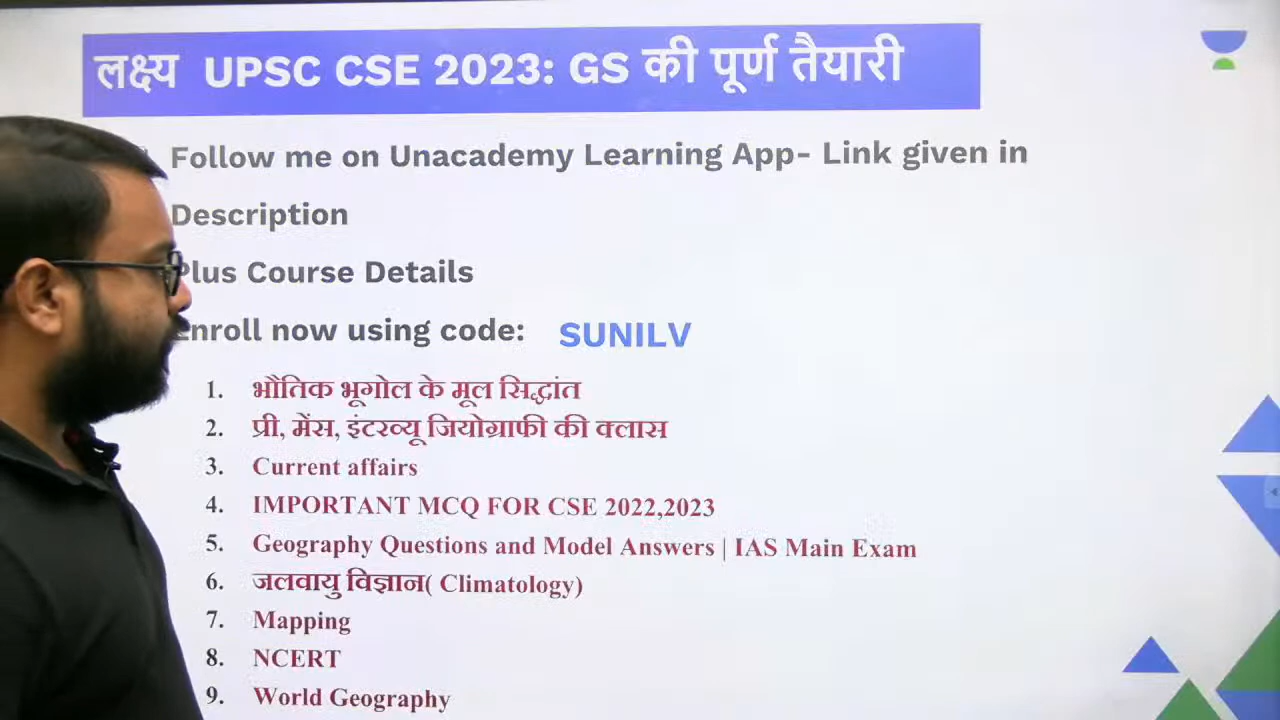 लक्ष्य UPSC CSE 2023: GS की पूर्ण तैयारी
Follow me on Unacademy Learning App- Link given in
Description
Plus Course Details
Enroll now using code: SUNILV
1. भौतिक भूगोल के मूल सिद्धांत
2. प्री, मेंस, इंटरव्यू जियोग्राफी की क्लास
3. Current affairs
4. IMPORTANT MCQ FOR CSE 2022,2023
5. Geography Questions and Model Answers | IAS Main Exam
6. जलवायु विज्ञान( Climatology)
7. Mapping
8. NCERT
9. World Geography